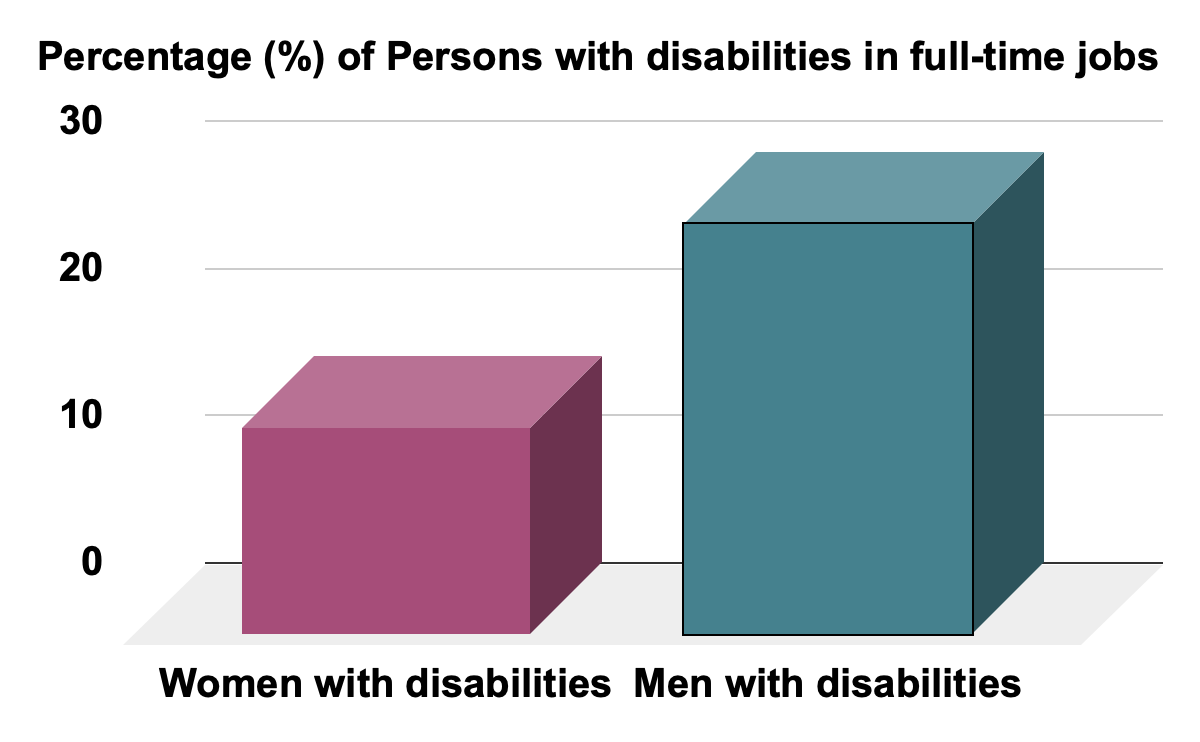 Percentage (%) of Persons with disabilities in full-time jobs
30
20
10
0
Women with disabilities Men with disabilities